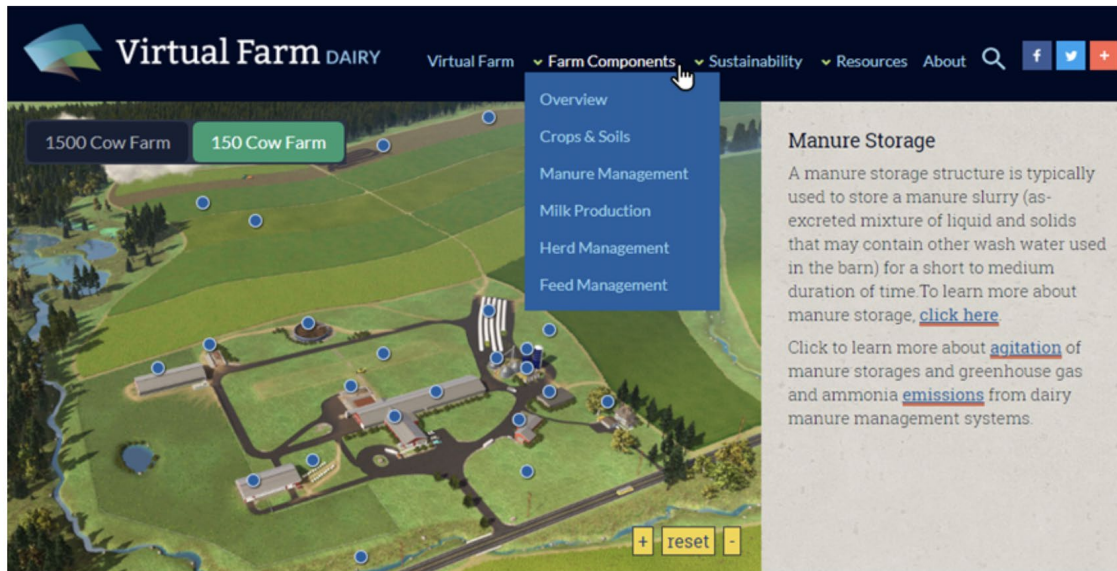 Virtual Farm DAIRY
Virtual Farm
Farm Components
Sustainability
Resources
About
f
+
1500 Cow Farm
150 Cow Farm
Overview
Crops & Soils
Manure Management
Milk Production
Herd Management
Feed Management
+
reset
-
Manure Storage
A manure storage structure is typically
used to store a manure slurry (as-
excreted mixture of liquid and solids
that may contain other wash water used
in the barn) for a short to medium
duration of time.To learn more about
manure storage, click here.
Click to learn more about agitation of
manure storages and greenhouse gas
and ammonia emissions from dairy
manure management systems.